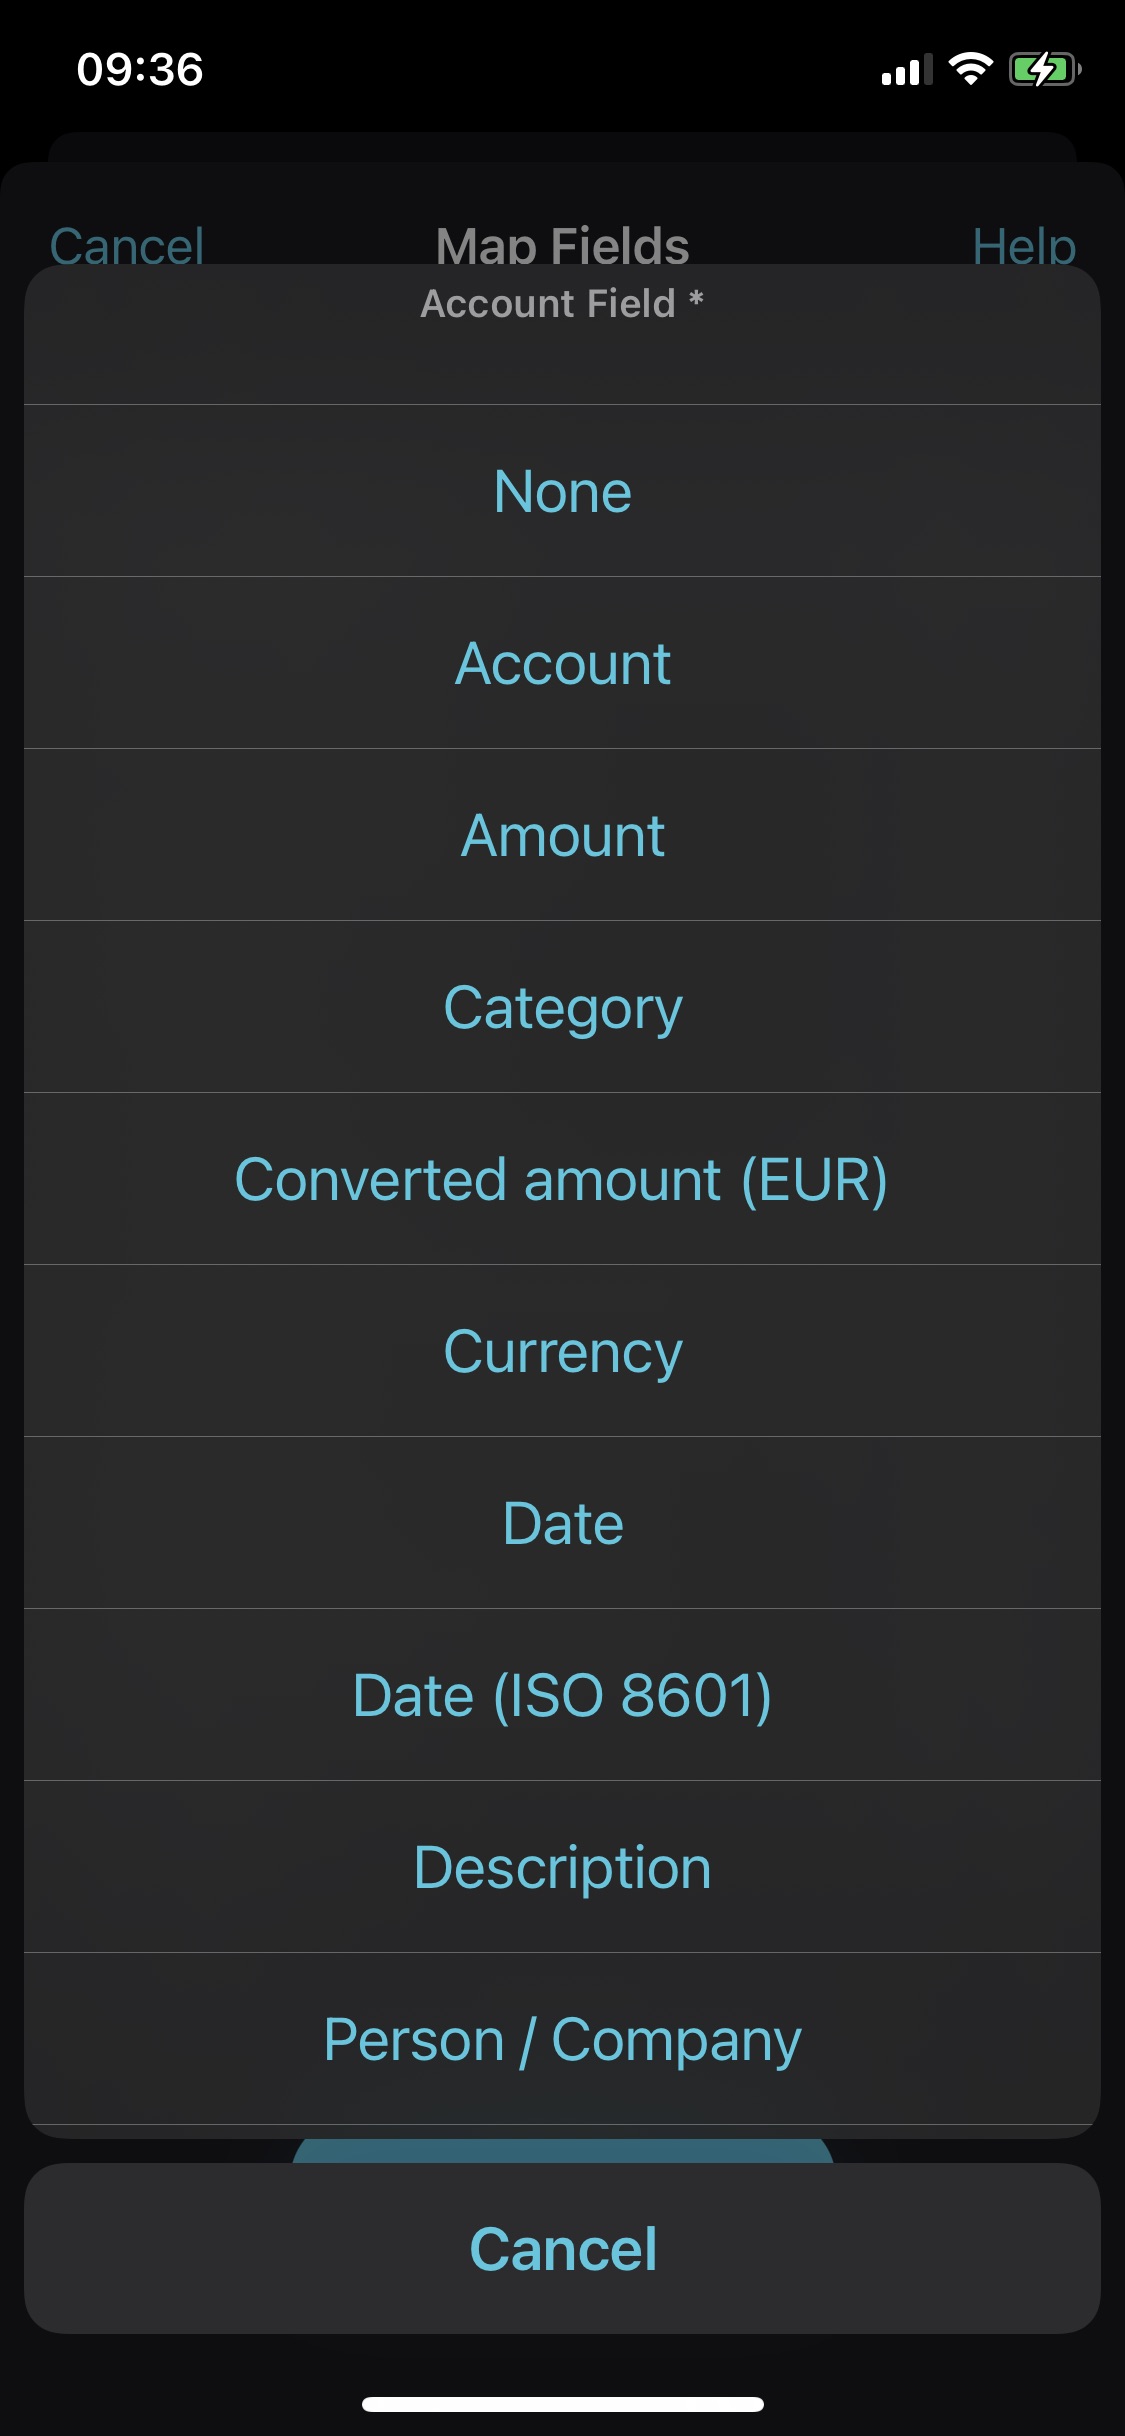 09:36
Cancel Map Fields Help
Account Field *
None
Account
Amount
Category
Converted amount (EUR)
Currency
Date
Date (ISO 8601)
Description
Person / Company
Cancel